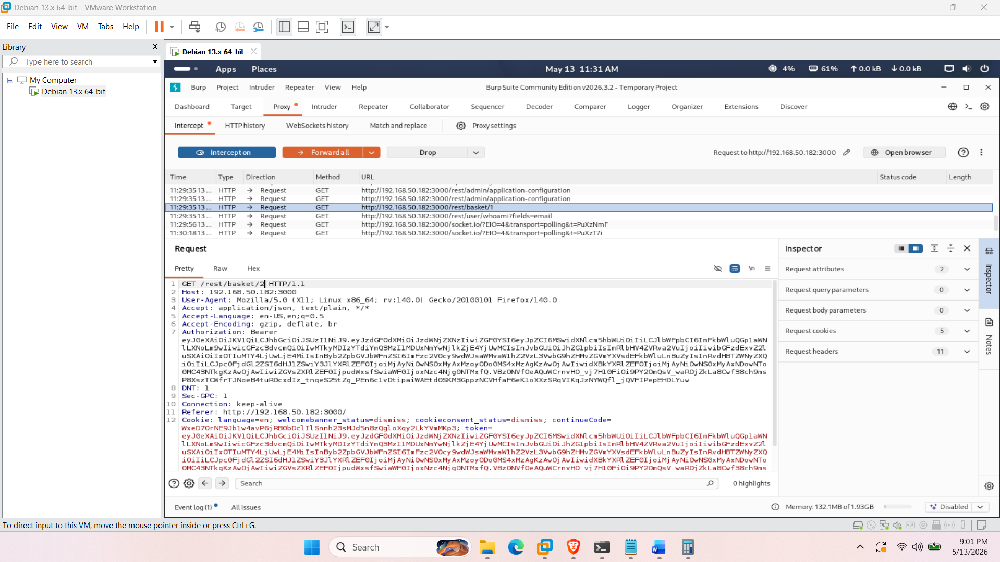 Debian 13.x 64-bit - VMware Workstation
File Edit View VM Tabs Help
Library
Type here to search
My Computer
Debian 13.x 64-bit
Debian 13.x 64-bit
Apps Places May 13 11:31 AM 4% 61% 0.0 kB 0.0 kB
Burp Project Intruder Repeater View Help Burp Suite Community Edition v2026.3.2 - Temporary Project
Dashboard Target Proxy Intruder Repeater Collaborator Sequencer Decoder Comparer Logger Organizer Extensions Discover
Intercept HTTP history WebSockets history Match and replace Proxy settings
Intercept on Forward all Drop Request to http://192.168.50.182:3000 Open browser
Time Type Direction Method URL Status code Length
11:29:35 13 ... HTTP Request GET http://192.168.50.182:3000/rest/admin/application-configuration
11:29:35 13 ... HTTP Request GET http://192.168.50.182:3000/rest/admin/application-configuration
11:29:35 13 ... HTTP Request GET http://192.168.50.182:3000/rest/basket/1
11:29:35 13 ... HTTP Request GET http://192.168.50.182:3000/rest/user/whoami?fields=email
11:29:56 13 ... HTTP Request GET http://192.168.50.182:3000/socket.io/?EIO=4&transport=polling&t=PuXzNmF
11:30:18 13 ... HTTP Request GET http://192.168.50.182:3000/socket.io/?EIO=4&transport=polling&t=PuXzT7i
Request
Pretty Raw Hex \n
1 GET /rest/basket/2 HTTP/1.1
2 Host: 192.168.50.182:3000
3 User-Agent: Mozilla/5.0 (X11; Linux x86_64; rv:140.0) Gecko/20100101 Firefox/140.0
4 Accept: application/json, text/plain, */*
5 Accept-Language: en-US,en;q=0.5
6 Accept-Encoding: gzip, deflate, br
7 Authorization: Bearer
8 DNT: 1
9 Sec-GPC: 1
10 Connection: keep-alive
11 Referer: http://192.168.50.182:3000/
12 Cookie: language=en; welcomebanner_status=dismiss; cookieconsent_status=dismiss; continueCode=
token=
Inspector
Request attributes 2
Request query parameters 0
Request body parameters 0
Request cookies 5
Request headers 11
Inspector
Notes
Search 0 highlights
Event log (1) All issues Memory: 132.1MB of 1.93GB Disabled
To direct input to this VM, move the mouse pointer inside or press Ctrl+G.
Search
9:01 PM
5/13/2026